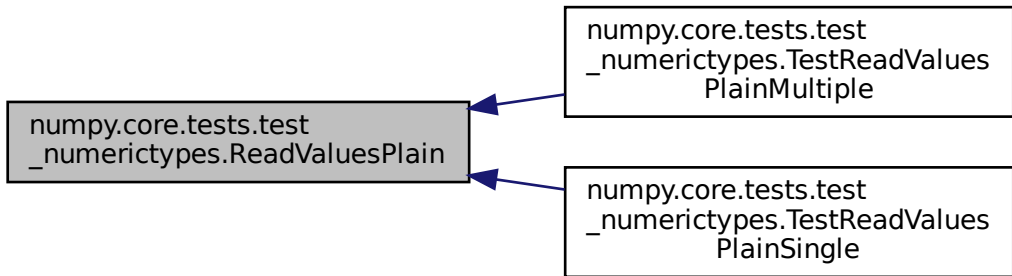 numpy.core.tests.test
_numerictypes.ReadValuesPlain
numpy.core.tests.test
_numerictypes.TestReadValues
PlainMultiple
numpy.core.tests.test
_numerictypes.TestReadValues
PlainSingle